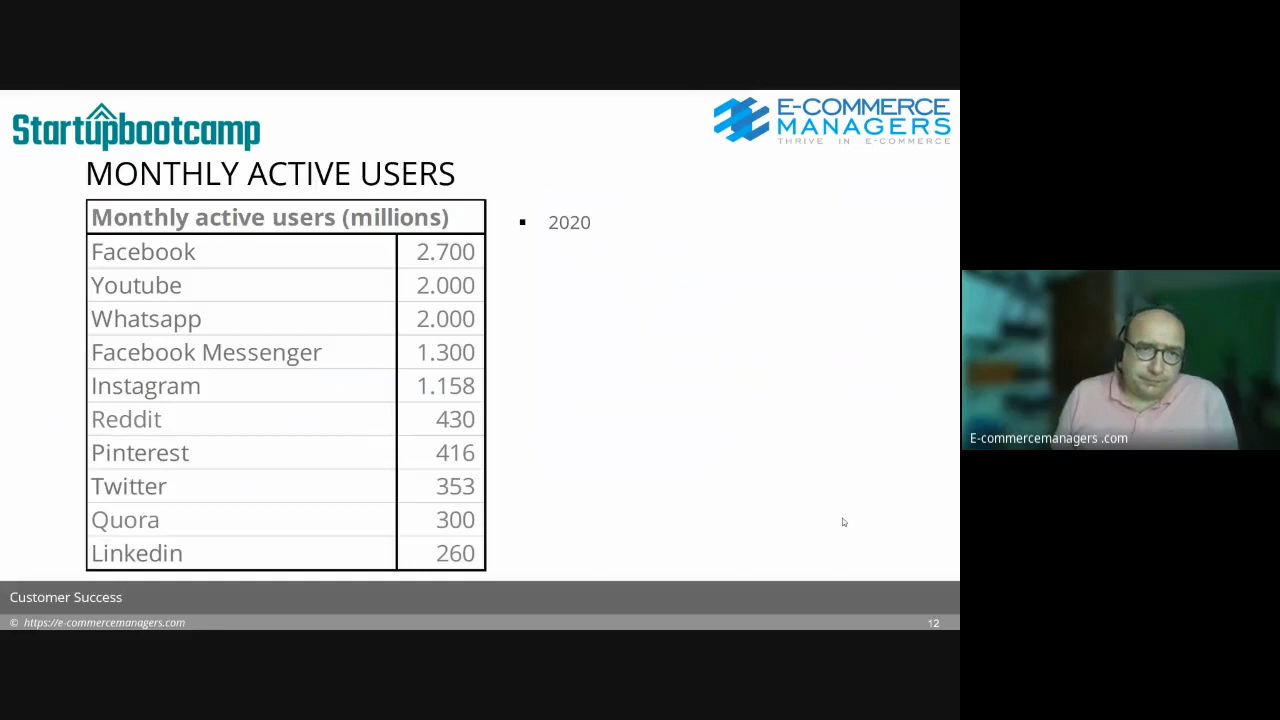 Startupbootcamp
E-COMMERCE
MANAGERS
THRIVE IN E-COMMERCE
MONTHLY ACTIVE USERS
Monthly active users (millions)
Facebook 2.700
Youtube 2.000
Whatsapp 2.000
Facebook Messenger 1.300
Instagram 1.158
Reddit 430
Pinterest 416
Twitter 353
Quora 300
Linkedin 260
▪ 2020
E-commercemanagers .com
Customer Success
© https://e-commercemanagers.com
12